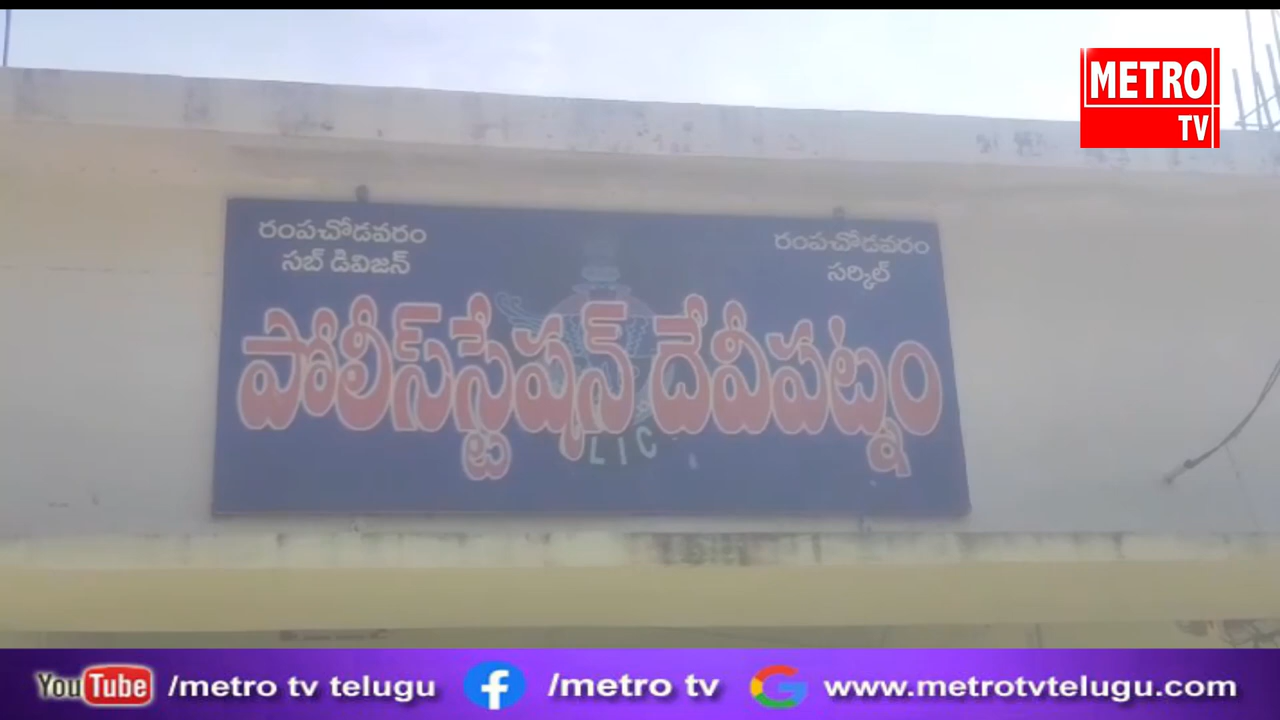 METRO
TV
రంపచోడవరం
సబ్ డివిజన్
రంపచోడవరం
సర్కిల్
పోలీస్‌స్టేషన్ దేవీపట్నం
LIC
YouTube /metro tv telugu
/metro tv
www.metrotvtelugu.com